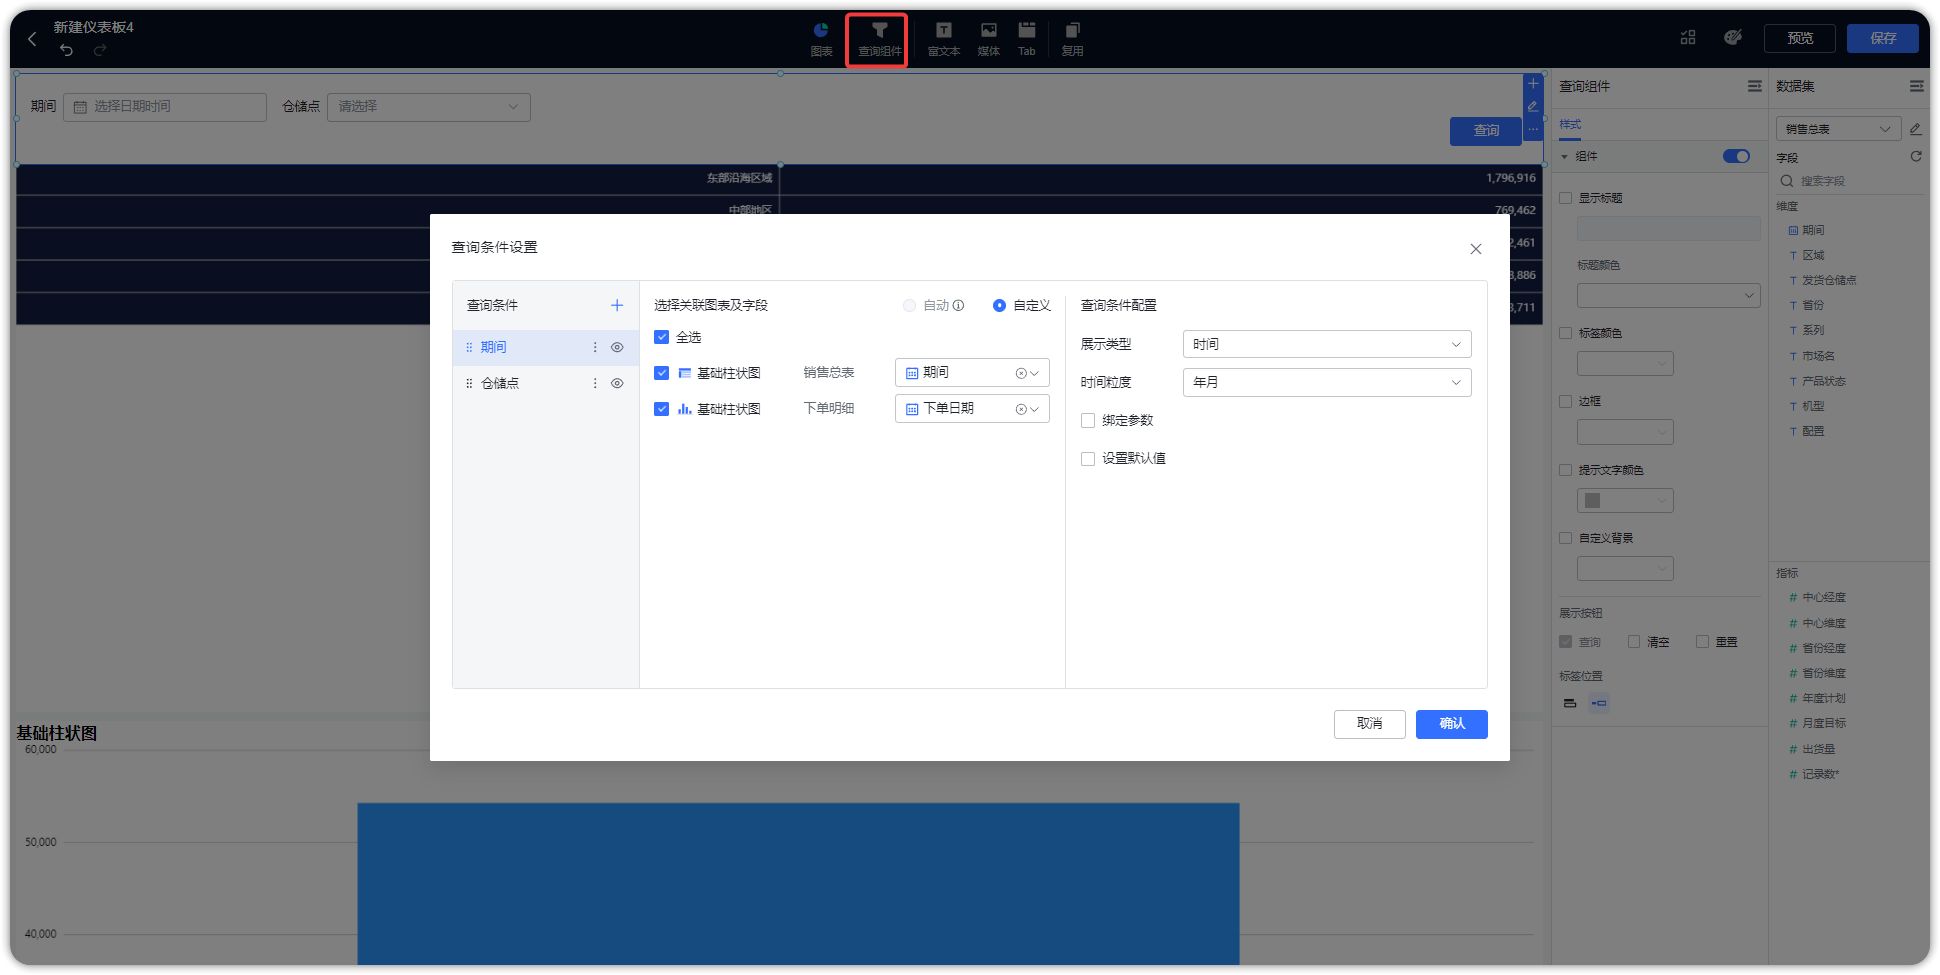 新建仪表板4
图表
查询组件
富文本
媒体
Tab
复用
预览
保存
期间
选择日期时间
仓储点
请选择
查询
东部沿海区域
1,796,916
中部地区
769,462
2,461
3,886
3,711
查询条件设置
查询条件
期间
仓储点
选择关联图表及字段
自动
自定义
全选
基础柱状图
销售总表
期间
基础柱状图
下单明细
下单日期
查询条件配置
展示类型
时间
时间粒度
年月
绑定参数
设置默认值
取消
确认
基础柱状图
60,000
50,000
40,000
查询组件
样式
组件
显示标题
标题颜色
标签颜色
边框
提示文字颜色
自定义背景
展示按钮
查询
清空
重置
标签位置
数据集
销售总表
字段
搜索字段
维度
期间
T 区域
T 发货仓储点
T 省份
T 系列
T 市场名
T 产品状态
T 机型
T 配置
指标
# 中心经度
# 中心维度
# 省份经度
# 省份维度
# 年度计划
# 月度目标
# 出货量
# 记录数*